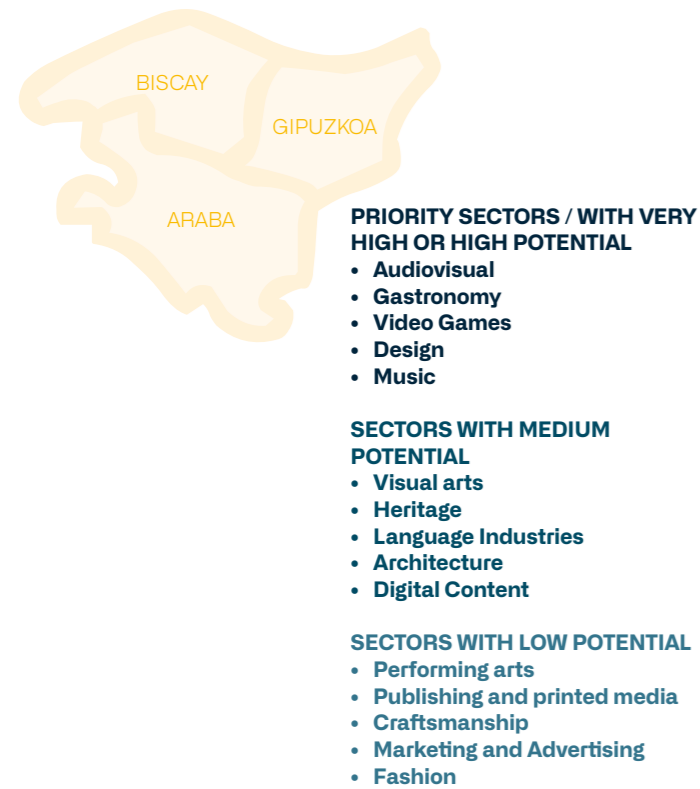 BISCAY
GIPUZKOA
ARABA
PRIORITY SECTORS / WITH VERY
HIGH OR HIGH POTENTIAL
• Audiovisual
• Gastronomy
• Video Games
• Design
• Music
SECTORS WITH MEDIUM
POTENTIAL
• Visual arts
• Heritage
• Language Industries
• Architecture
• Digital Content
SECTORS WITH LOW POTENTIAL
• Performing arts
• Publishing and printed media
• Craftsmanship
• Marketing and Advertising
• Fashion